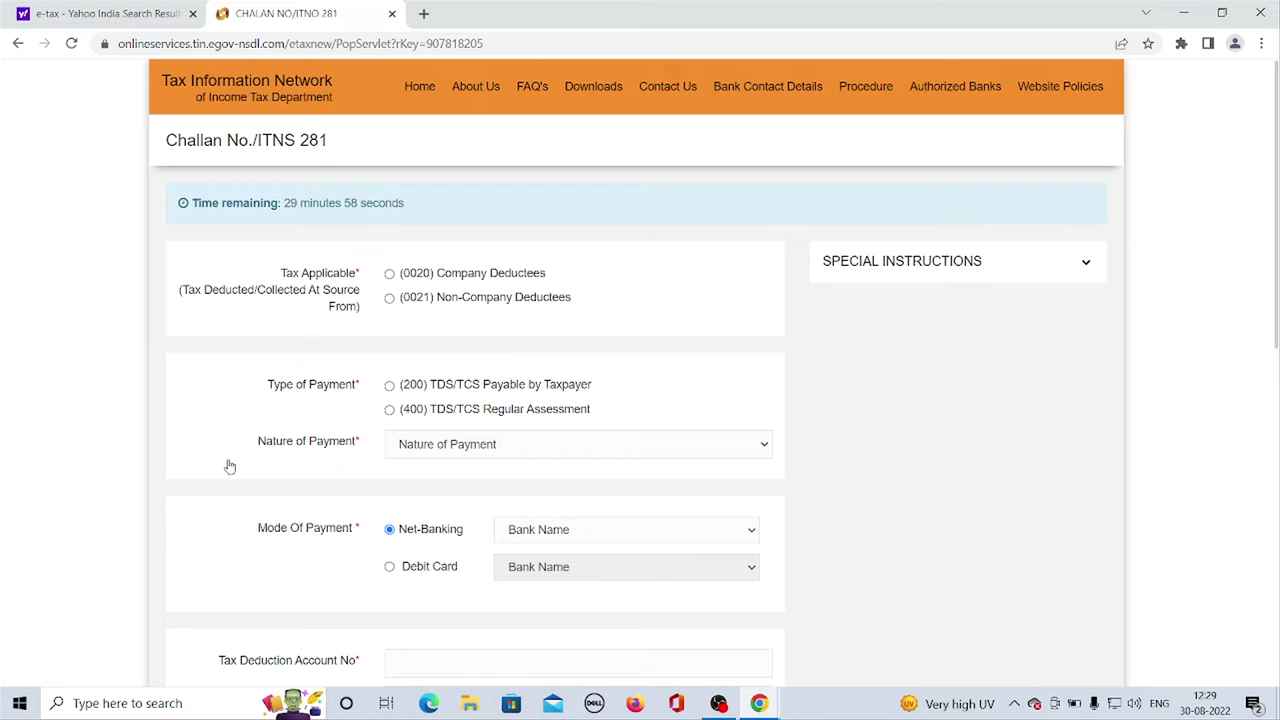 e-tax - Yahoo India Search Result
CHALAN NO/ITNO 281
onlineservices.tin.egov-nsdl.com/etaxnew/PopServlet?rKey=907818205
Tax Information Network
of Income Tax Department
Home About Us FAQ's Downloads Contact Us Bank Contact Details Procedure Authorized Banks Website Policies
Challan No./ITNS 281
Time remaining: 29 minutes 58 seconds
SPECIAL INSTRUCTIONS
Tax Applicable*
(Tax Deducted/Collected At Source
From)
(0020) Company Deductees
(0021) Non-Company Deductees
Type of Payment*
(200) TDS/TCS Payable by Taxpayer
(400) TDS/TCS Regular Assessment
Nature of Payment*
Nature of Payment
Mode Of Payment *
Net-Banking
Bank Name
Debit Card
Bank Name
Tax Deduction Account No*
Type here to search
DELL
Very high UV
ENG
12:29
30-08-2022
2